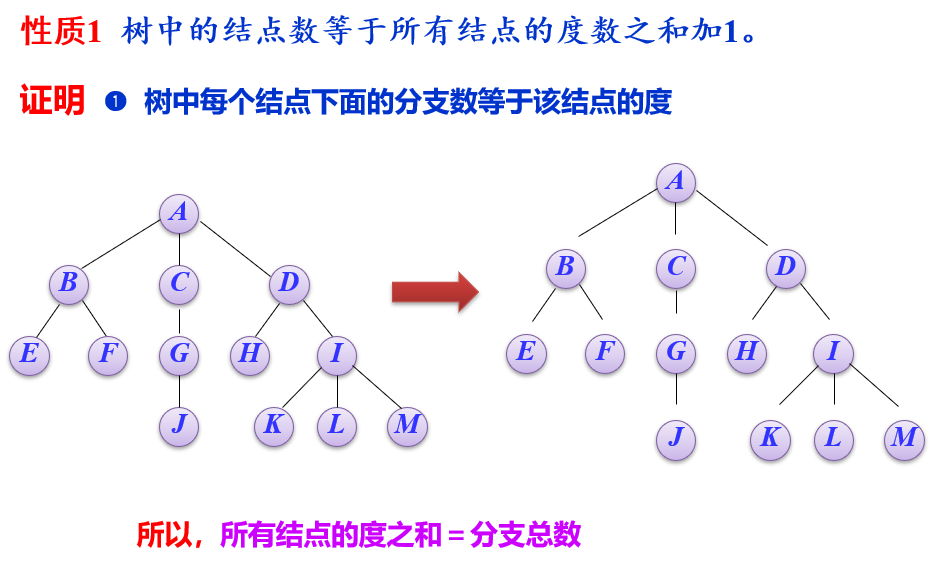 性质1 树中的结点数等于所有结点的度数之和加1。
证明 ❶ 树中每个结点下面的分支数等于该结点的度
A
B C D
E F G H I
J K L M
A
B C D
E F G H I
J K L M
所以，所有结点的度之和＝分支总数